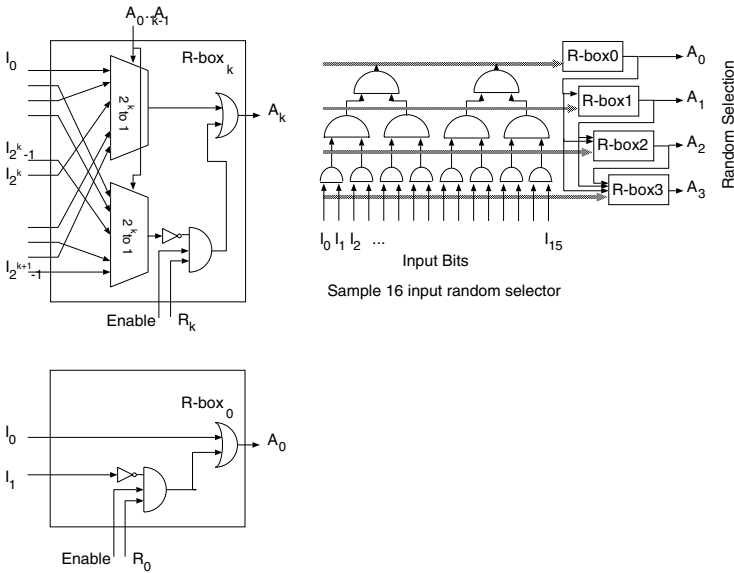 A0..Ak-1
R-boxk
I0
2k to 1
Ak
I2k-1
I2k
2k to 1
I2k+1-1
Enable
Rk
R-box0
A0
R-box1
A1
R-box2
A2
R-box3
A3
Random Selection
I0 I1 I2 ... I15
Input Bits
Sample 16 input random selector
R-box0
I0
A0
I1
Enable
R0